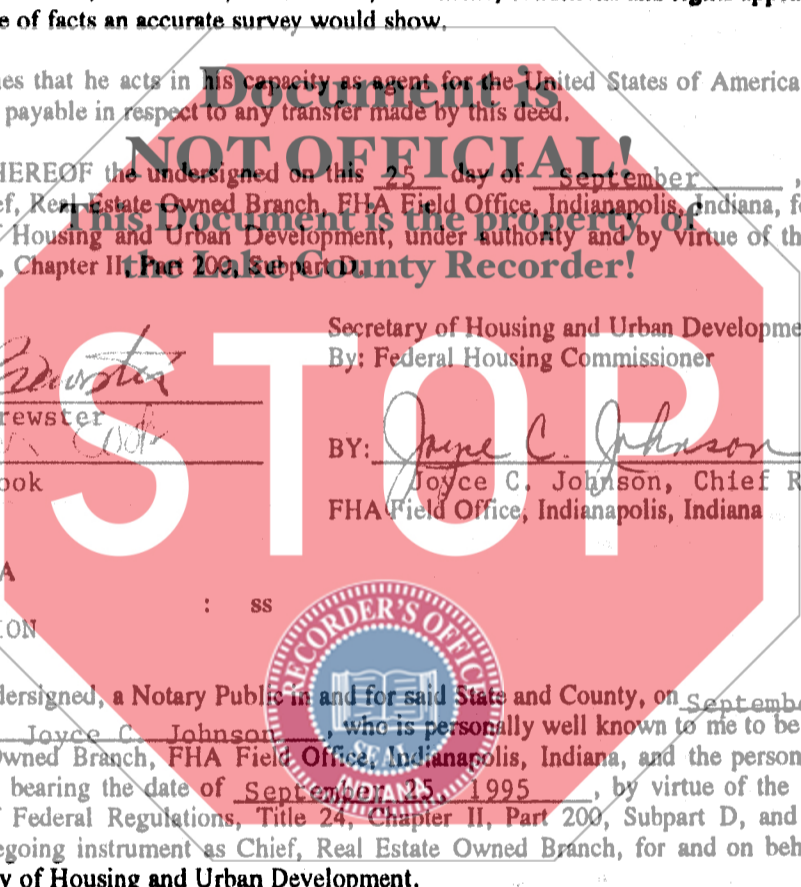 e of facts an accurate survey would show.
es that he acts in his capacity as agent for the United States of America
payable in respect to any transfer made by this deed.
Document is
NOT OFFICIAL!
This Document is the property of
the Lake County Recorder!
HEREOF the undersigned on this 25 day of September ,
ef, Real Estate Owned Branch, FHA Field Office, Indianapolis, Indiana, f
f Housing and Urban Development, under authority and by virtue of th
, Chapter II, Part 200, Subpart D.
STOP
Secretary of Housing and Urban Developme
By: Federal Housing Commissioner
Brewster
rewster
Cook
ook
BY: Joyce C. Johnson
Joyce C. Johnson, Chief R
FHA Field Office, Indianapolis, Indiana
A
: ss
ION
RECORDER'S OFFICE
SEAL
INDIANA
dersigned, a Notary Public in and for said State and County, on Septembe
Joyce C. Johnson , who is personally well known to me to be
Owned Branch, FHA Field Office, Indianapolis, Indiana, and the person
bearing the date of September 25, 1995 , by virtue of the
f Federal Regulations, Title 24, Chapter II, Part 200, Subpart D, and
egoing instrument as Chief, Real Estate Owned Branch, for and on beh
y of Housing and Urban Development.